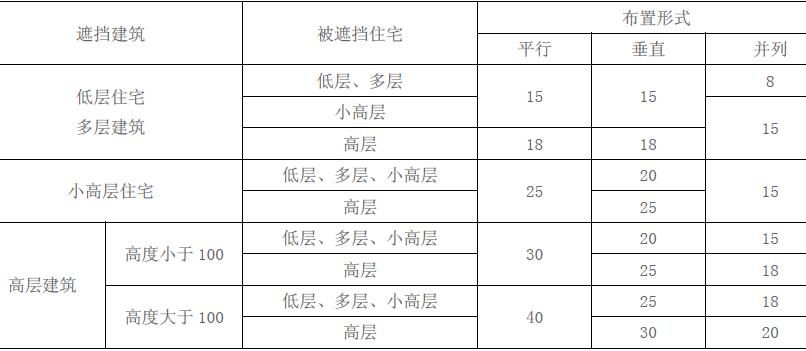 遮挡建筑 被遮挡住宅 布置形式
平行 垂直 并列
低层住宅
多层建筑
低层、多层 15 15 8
小高层 15
高层 18 18
小高层住宅 低层、多层、小高层 25 20 15
高层 25
高层建筑 高度小于 100 低层、多层、小高层 30 20 15
高层 25 18
高度大于 100 低层、多层、小高层 40 25 18
高层 30 20